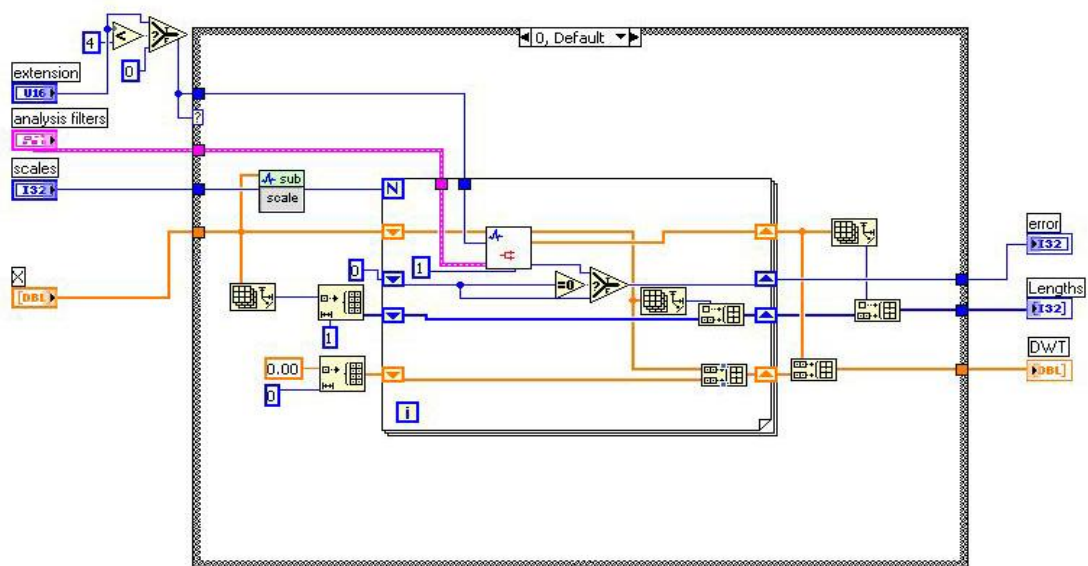 0, Default
4
<
?
0
extension
U16
?
analysis filters
scales
I32
sub
scale
N
X
[DBL]
0
1
=0
?
1
0.00
0
i
error
I32
Lengths
I32]
DWT
DBL]